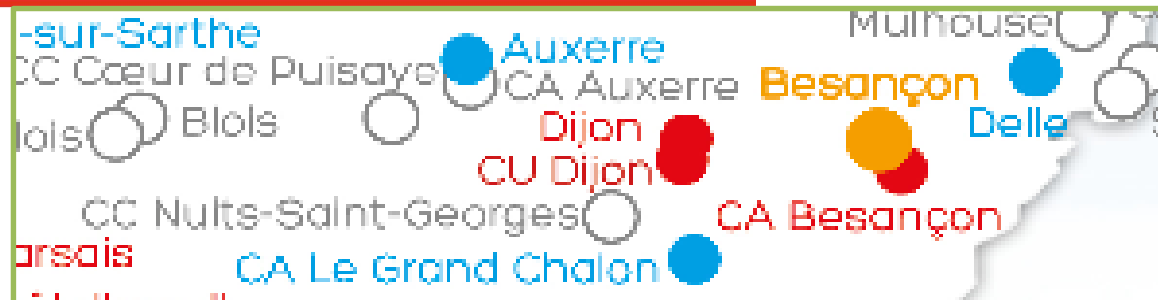 -sur-Sarthe
Mulhouse
Auxerre
CC Cœur de Puisaye
CA Auxerre
Besançon
Blois
Dijon
Delle
CU Dijon
CC Nuits-Saint-Georges
CA Besançon
arsais
CA Le Grand Chalon